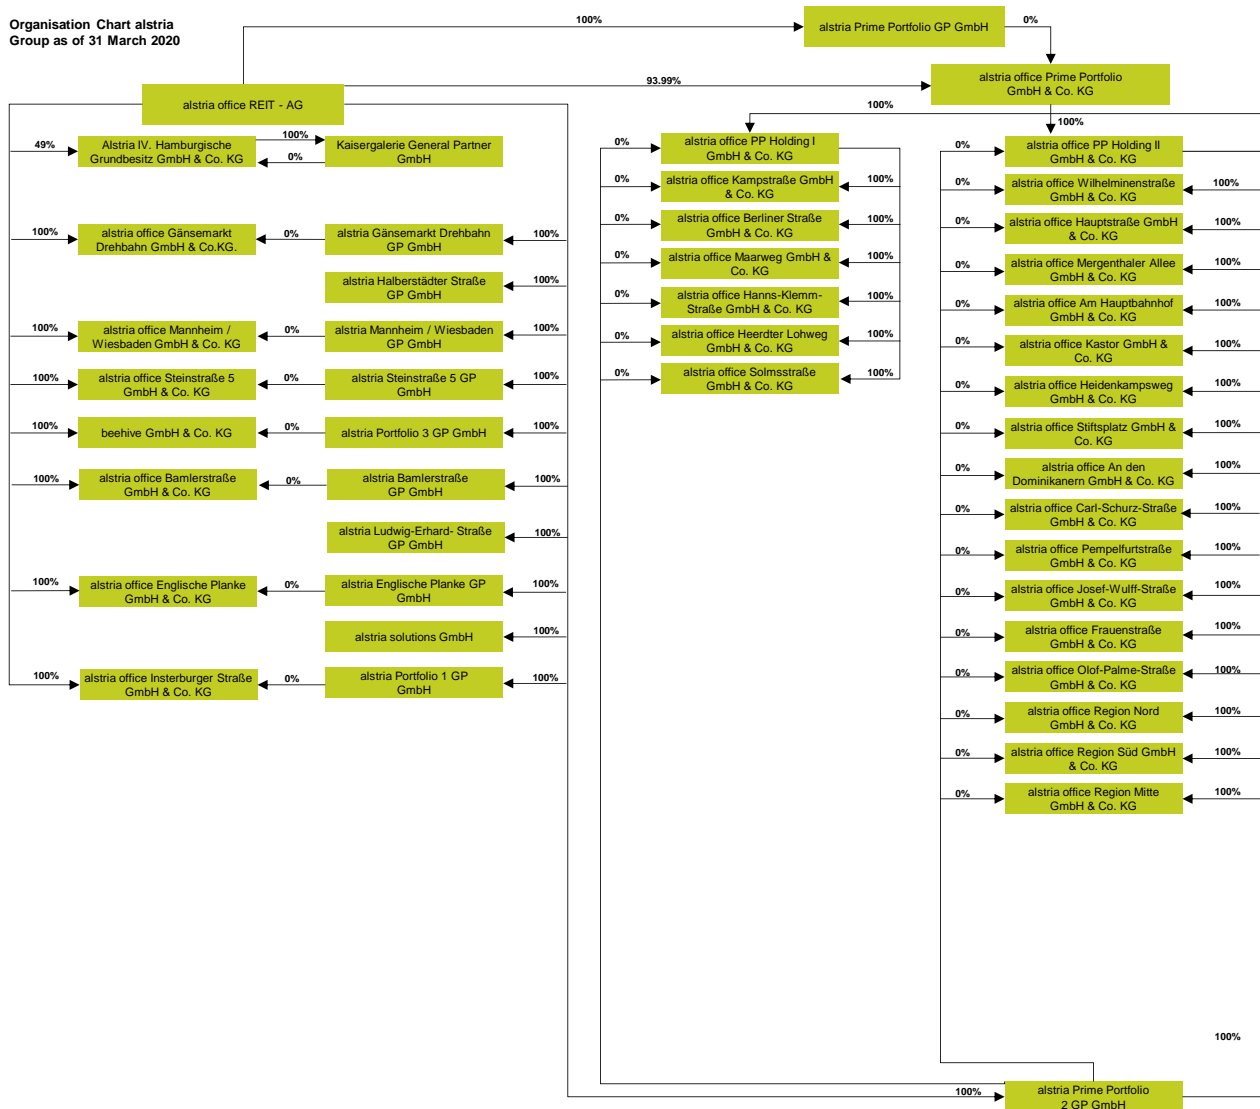 Organisation Chart alstria
Group as of 31 March 2020
100%
alstria Prime Portfolio GP GmbH
0%
alstria office REIT - AG
93.99%
alstria office Prime Portfolio
GmbH & Co. KG
100%
100%
49%
Alstria IV. Hamburgische
Grundbesitz GmbH & Co. KG
100%
0%
Kaisergalerie General Partner
GmbH
100%
alstria office Gänsemarkt
Drehbahn GmbH & Co.KG.
0%
alstria Gänsemarkt Drehbahn
GP GmbH
100%
alstria Halberstädter Straße
GP GmbH
100%
100%
alstria office Mannheim /
Wiesbaden GmbH & Co. KG
0%
alstria Mannheim / Wiesbaden
GP GmbH
100%
100%
alstria office Steinstraße 5
GmbH & Co. KG
0%
alstria Steinstraße 5 GP
GmbH
100%
100%
beehive GmbH & Co. KG
0%
alstria Portfolio 3 GP GmbH
100%
100%
alstria office Bamlerstraße
GmbH & Co. KG
0%
alstria Bamlerstraße
GP GmbH
100%
alstria Ludwig-Erhard- Straße
GP GmbH
100%
100%
alstria office Englische Planke
GmbH & Co. KG
0%
alstria Englische Planke GP
GmbH
100%
alstria solutions GmbH
100%
100%
alstria office Insterburger Straße
GmbH & Co. KG
0%
alstria Portfolio 1 GP
GmbH
100%
0%
alstria office PP Holding I
GmbH & Co. KG
0%
alstria office Kampstraße GmbH
& Co. KG
100%
0%
alstria office Berliner Straße
GmbH & Co. KG
100%
0%
alstria office Maarweg GmbH &
Co. KG
100%
0%
alstria office Hanns-Klemm-
Straße GmbH & Co. KG
100%
0%
alstria office Heerdter Lohweg
GmbH & Co. KG
100%
0%
alstria office Solmsstraße
GmbH & Co. KG
100%
0%
alstria office PP Holding II
GmbH & Co. KG
0%
alstria office Wilhelminenstraße
GmbH & Co. KG
100%
0%
alstria office Hauptstraße GmbH
& Co. KG
100%
0%
alstria office Mergenthaler Allee
GmbH & Co. KG
100%
0%
alstria office Am Hauptbahnhof
GmbH & Co. KG
100%
0%
alstria office Kastor GmbH &
Co. KG
100%
0%
alstria office Heidenkampsweg
GmbH & Co. KG
100%
0%
alstria office Stiftsplatz GmbH &
Co. KG
100%
0%
alstria office An den
Dominikanern GmbH & Co. KG
100%
0%
alstria office Carl-Schurz-Straße
GmbH & Co. KG
100%
0%
alstria office Pempelfurtstraße
GmbH & Co. KG
100%
0%
alstria office Josef-Wulff-Straße
GmbH & Co. KG
100%
0%
alstria office Frauenstraße
GmbH & Co. KG
100%
0%
alstria office Olof-Palme-Straße
GmbH & Co. KG
100%
0%
alstria office Region Nord
GmbH & Co. KG
100%
0%
alstria office Region Süd GmbH
& Co. KG
100%
0%
alstria office Region Mitte
GmbH & Co. KG
100%
100%
100%
alstria Prime Portfolio
2 GP GmbH